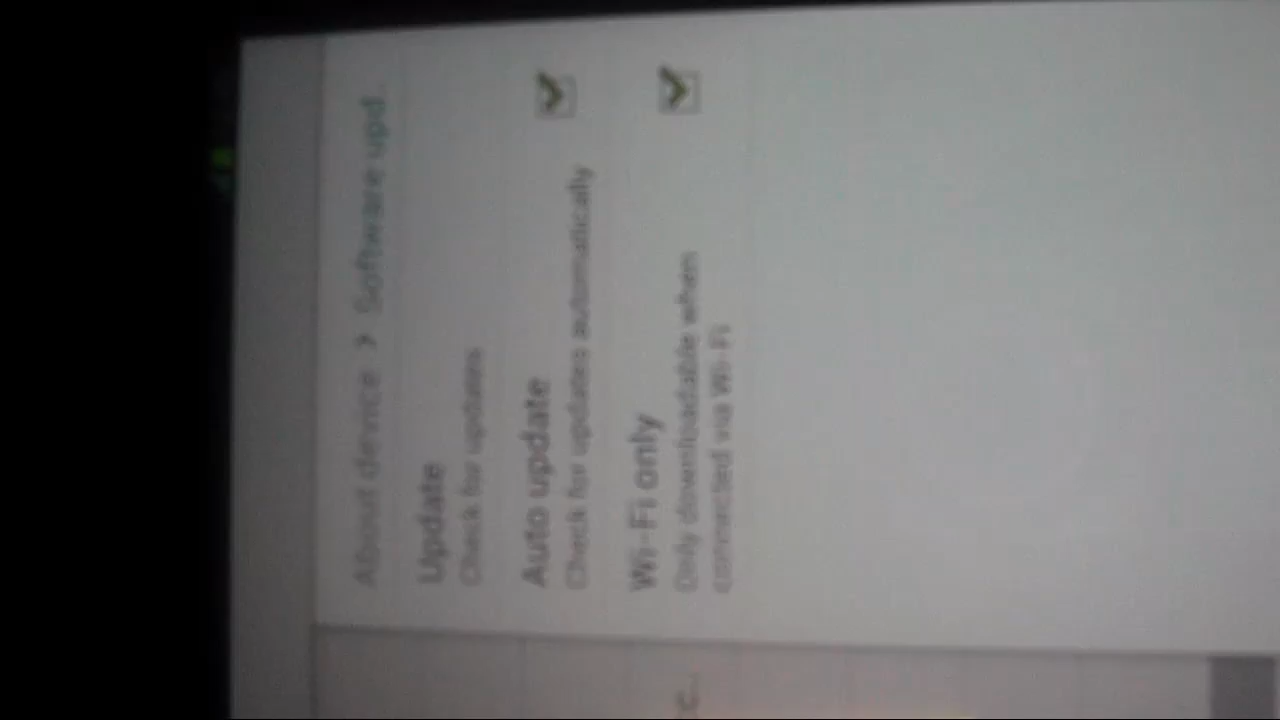 About device > Software upd.
Update
Check for updates
Auto update
Check for updates automatically
Wi-Fi only
Only downloadable when
connected via Wi-Fi
c..